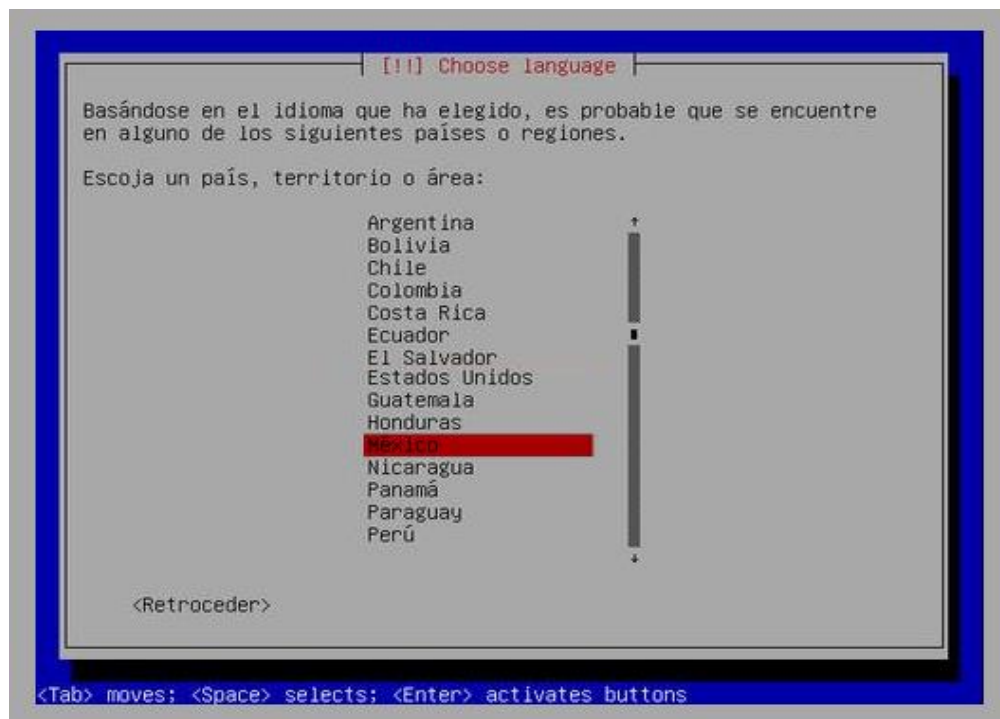 [!!] Choose language
Basándose en el idioma que ha elegido, es probable que se encuentre
en alguno de los siguientes países o regiones.
Escoja un país, territorio o área:
Argentina
Bolivia
Chile
Colombia
Costa Rica
Ecuador
El Salvador
Estados Unidos
Guatemala
Honduras
México
Nicaragua
Panamá
Paraguay
Perú
<Retroceder>
<Tab> moves; <Space> selects; <Enter> activates buttons